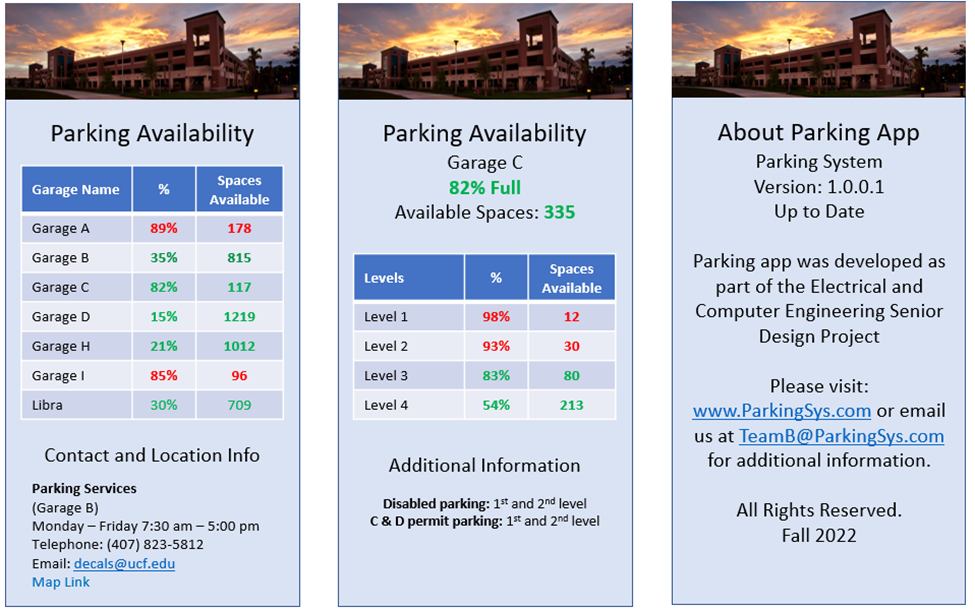 Parking Availability
Garage Name % Spaces Available
Garage A 89% 178
Garage B 35% 815
Garage C 82% 117
Garage D 15% 1219
Garage H 21% 1012
Garage I 85% 96
Libra 30% 709
Contact and Location Info
Parking Services
(Garage B)
Monday – Friday 7:30 am – 5:00 pm
Telephone: (407) 823-5812
Email: decals@ucf.edu
Map Link
Parking Availability
Garage C
82% Full
Available Spaces: 335
Levels % Spaces Available
Level 1 98% 12
Level 2 93% 30
Level 3 83% 80
Level 4 54% 213
Additional Information
Disabled parking: 1st and 2nd level
C & D permit parking: 1st and 2nd level
About Parking App
Parking System
Version: 1.0.0.1
Up to Date
Parking app was developed as
part of the Electrical and
Computer Engineering Senior
Design Project
Please visit:
www.ParkingSys.com or email
us at TeamB@ParkingSys.com
for additional information.
All Rights Reserved.
Fall 2022